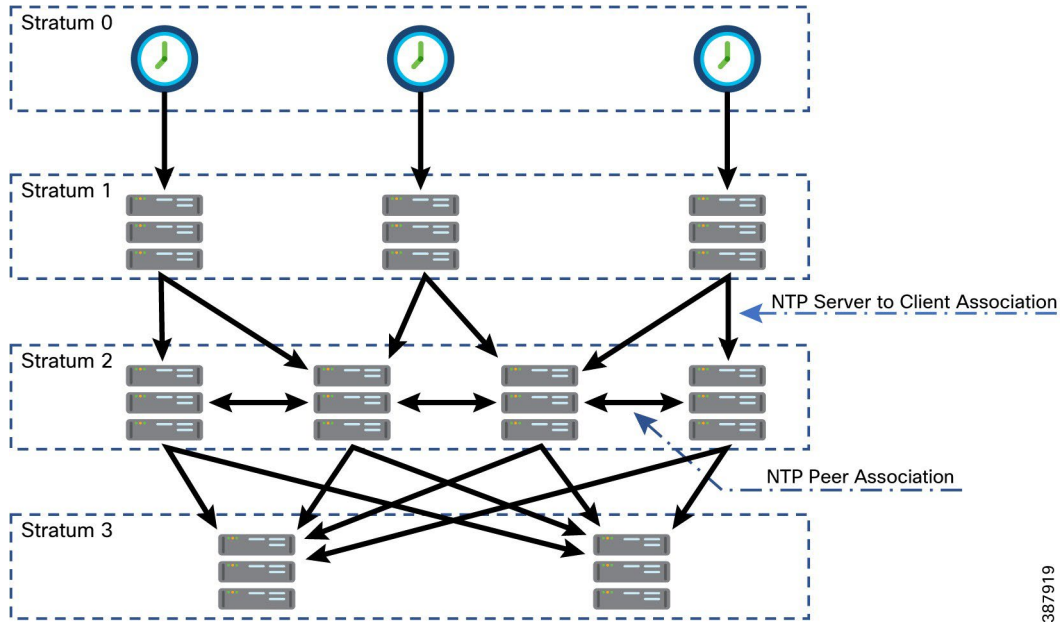 Stratum 0
Stratum 1
NTP Server to Client Association
Stratum 2
NTP Peer Association
Stratum 3
387919